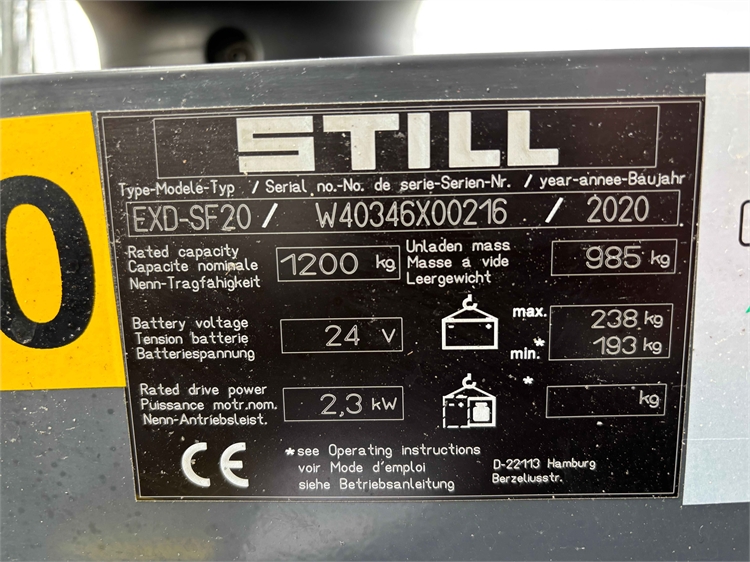 STILL
Type-Modele-Typ / Serial no.-No. de serie-Serien-Nr. / year-annee-Baujahr
EXD-SF20 / W40346X00216 / 2020
Rated capacity
Capacite nominale
Nenn-Tragfähigkeit
1200 kg
Unladen mass
Masse a vide
Leergewicht
985 kg
Battery voltage
Tension batterie
Batteriespannung
24 V
max. 238 kg
* min. 193 kg
Rated drive power
Puissance motr.nom.
Nenn-Antriebsleist.
2,3 kW
* kg
CE
*see Operating instructions
voir Mode d'emploi
siehe Betriebsanleitung
D-22113 Hamburg
Berzeliusstr.
0